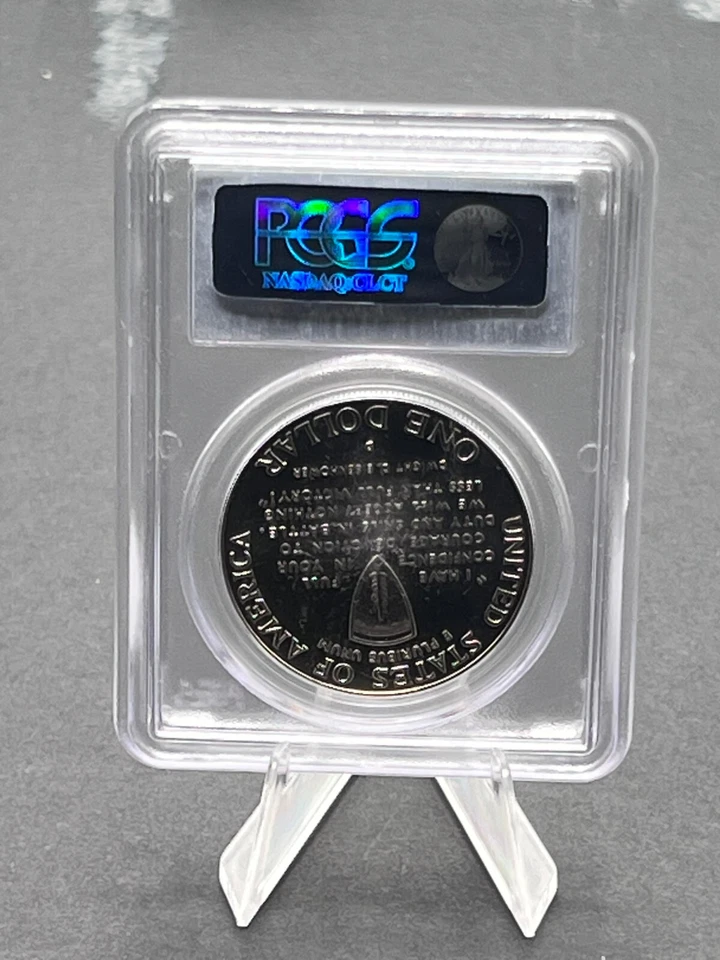 PCGS
NASDAQ:CLCT
UNITED STATES OF AMERICA
E PLURIBUS UNUM
"I HAVE FULL
CONFIDENCE IN YOUR
COURAGE, DEVOTION TO
DUTY AND SKILL IN BATTLE.
WE WILL ACCEPT NOTHING
LESS THAN FULL VICTORY!"
DWIGHT D. EISENHOWER
D
ONE DOLLAR